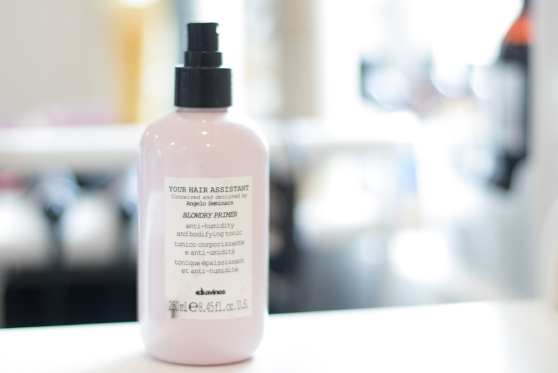 YOUR HAIR ASSISTANT
Conceived and designed by
Angelo Seminara
BLOWDRY PRIMER
anti-humidity
and bodifying tonic
tonico corporizzante
e anti-umidità
tonique épaississant
et anti-humidité
davines
250ml ℮ 8.45 fl. oz. U.S.